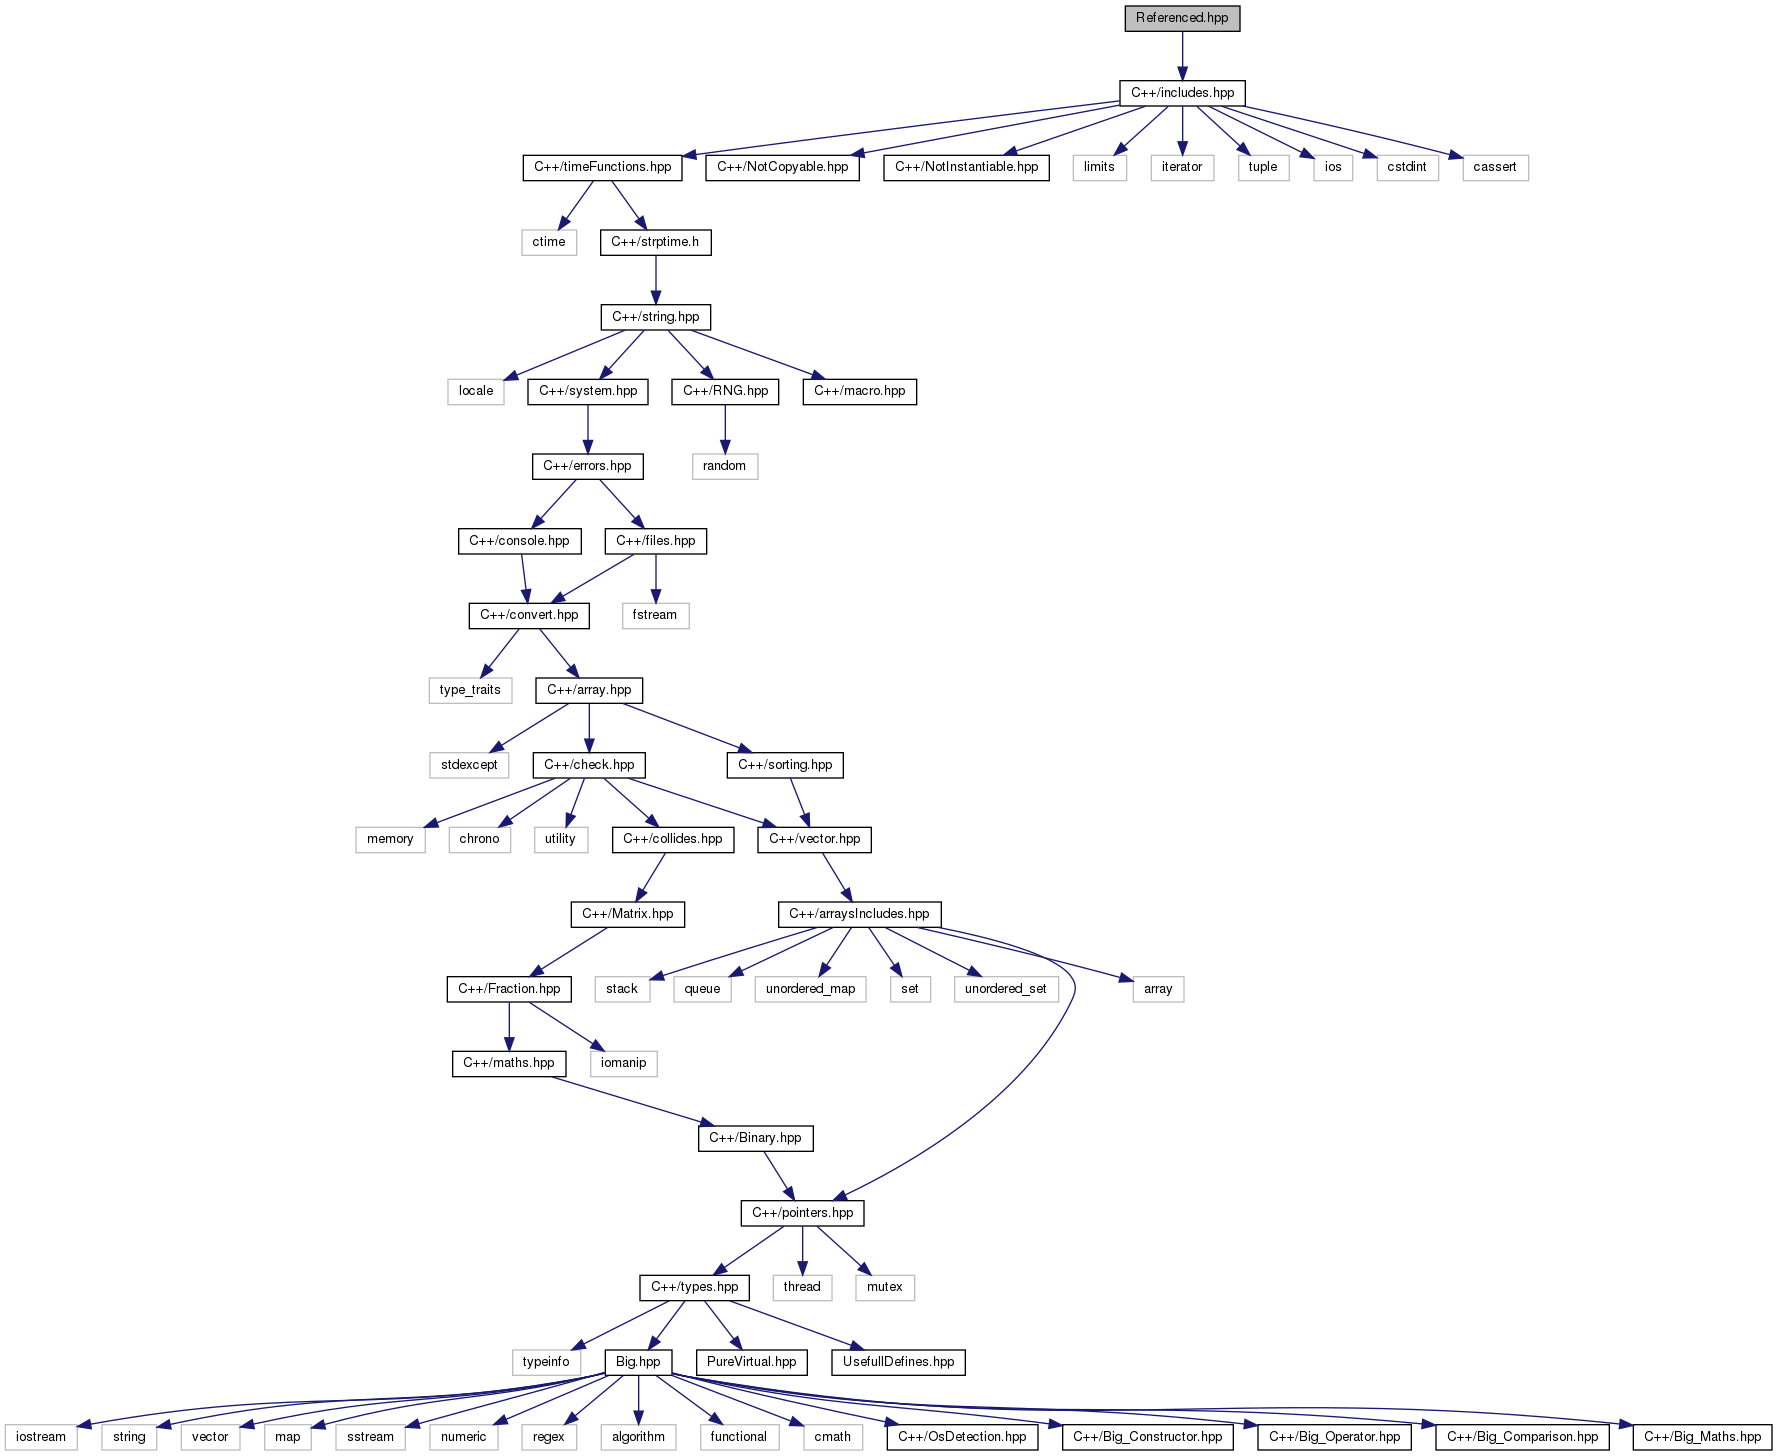 Referenced.hpp
C++/includes.hpp
C++/timeFunctions.hpp
C++/NotCopyable.hpp
C++/NotInstantiable.hpp
limits
iterator
tuple
ios
cstdint
cassert
ctime
C++/strptime.h
C++/string.hpp
locale
C++/system.hpp
C++/RNG.hpp
C++/macro.hpp
C++/errors.hpp
random
C++/console.hpp
C++/files.hpp
C++/convert.hpp
fstream
type_traits
C++/array.hpp
stdexcept
C++/check.hpp
C++/sorting.hpp
memory
chrono
utility
C++/collides.hpp
C++/vector.hpp
C++/Matrix.hpp
C++/arraysIncludes.hpp
C++/Fraction.hpp
stack
queue
unordered_map
set
unordered_set
array
C++/maths.hpp
iomanip
C++/Binary.hpp
C++/pointers.hpp
C++/types.hpp
thread
mutex
typeinfo
Big.hpp
PureVirtual.hpp
UsefullDefines.hpp
iostream
string
vector
map
sstream
numeric
regex
algorithm
functional
cmath
C++/OsDetection.hpp
C++/Big_Constructor.hpp
C++/Big_Operator.hpp
C++/Big_Comparison.hpp
C++/Big_Maths.hpp